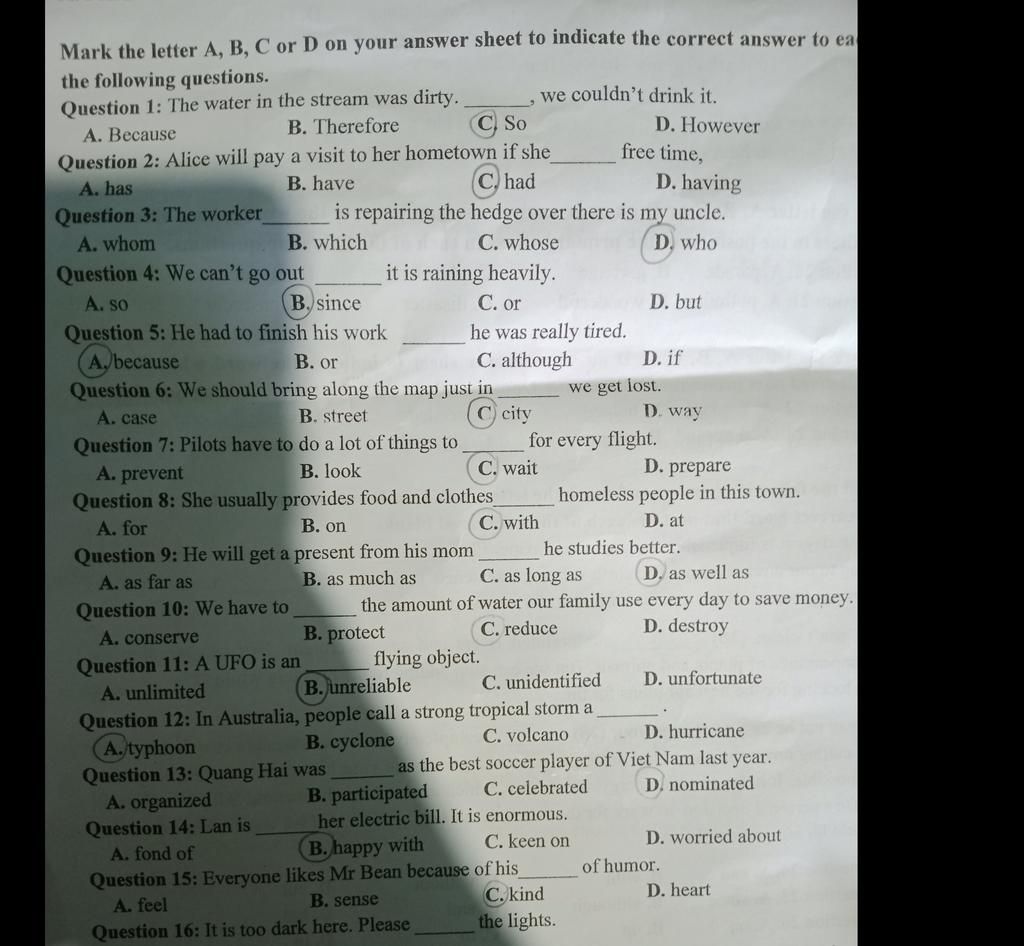 Mark the letter A, B, C or D on your answer sheet to indicate the correct answer to
the following questions.
Question 1: The water in the stream was dirty. ______, we couldn't drink it.
A. Because B. Therefore C. So D. However
Question 2: Alice will pay a visit to her hometown if she______ free time,
A. has B. have C. had D. having
Question 3: The worker______ is repairing the hedge over there is my uncle.
A. whom B. which C. whose D. who
Question 4: We can't go out ______ it is raining heavily.
A. so B. since C. or D. but
Question 5: He had to finish his work ______ he was really tired.
A. because B. or C. although D. if
Question 6: We should bring along the map just in ______ we get lost.
A. case B. street C city D. way
Question 7: Pilots have to do a lot of things to ______ for every flight.
A. prevent B. look C. wait D. prepare
Question 8: She usually provides food and clothes______ homeless people in this town.
A. for B. on C. with D. at
Question 9: He will get a present from his mom ______ he studies better.
A. as far as B. as much as C. as long as D. as well as
Question 10: We have to ______ the amount of water our family use every day to save money.
A. conserve B. protect C. reduce D. destroy
Question 11: A UFO is an ______ flying object.
A. unlimited B. unreliable C. unidentified D. unfortunate
Question 12: In Australia, people call a strong tropical storm a ______ .
A. typhoon B. cyclone C. volcano D. hurricane
Question 13: Quang Hai was ______ as the best soccer player of Viet Nam last year.
A. organized B. participated C. celebrated D. nominated
Question 14: Lan is ______ her electric bill. It is enormous.
A. fond of B. happy with C. keen on D. worried about
Question 15: Everyone likes Mr Bean because of his______ of humor.
A. feel B. sense C. kind D. heart
Question 16: It is too dark here. Please ______ the lights.